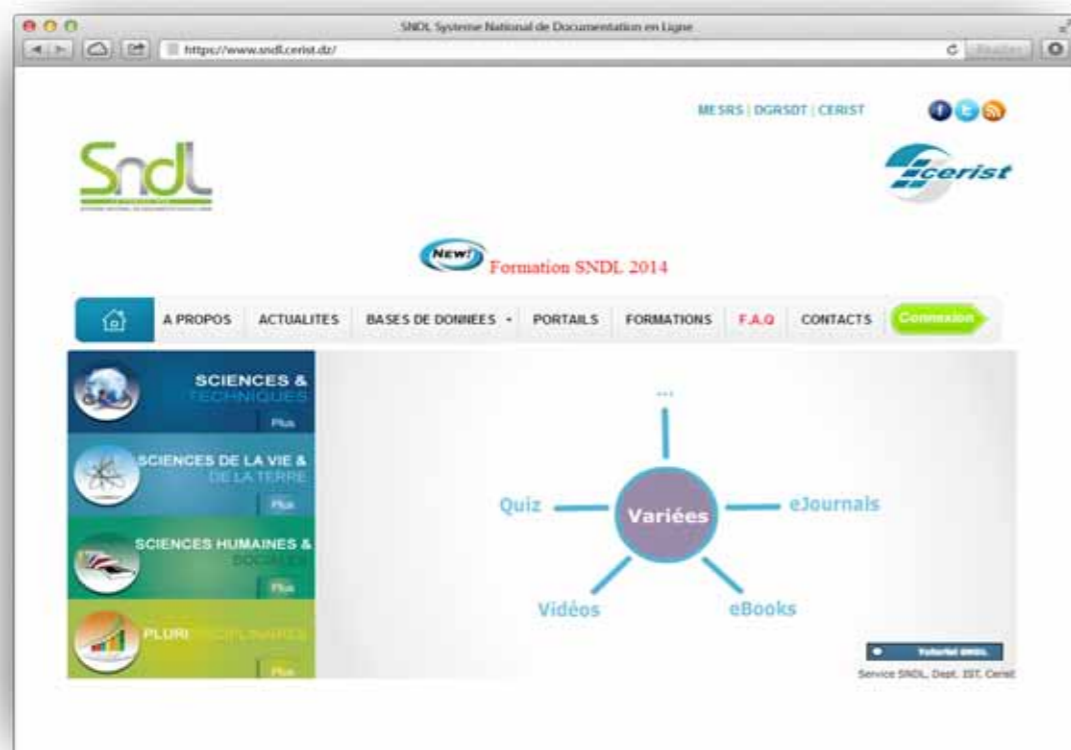 SNDL Systeme National de Documentation en Ligne
https://www.sndl.cerist.dz/
MESRS | DGRSDT | CERIST
SndL
cerist
NEW!
Formation SNDL 2014
A PROPOS ACTUALITES BASES DE DONNEES PORTAILS FORMATIONS F.A.Q CONTACTS Connexion
SCIENCES &
TECHNIQUES
Plus
SCIENCES DE LA VIE &
DE LA TERRE
Plus
SCIENCES HUMAINES &
SOCIALES
Plus
PLURIDISCIPLINAIRES
Plus
...
Quiz
Variées
eJournals
Vidéos
eBooks
Tutoriel SNDL
Service SNDL, Dept. IST, Cerist